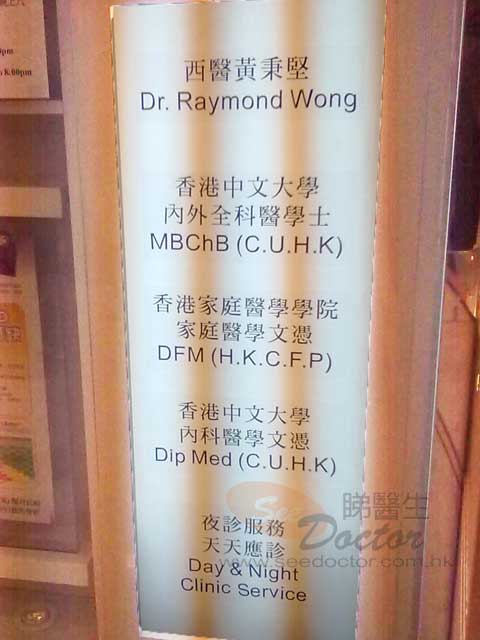 西醫黃秉堅
Dr. Raymond Wong
香港中文大學
內外全科醫學士
MBChB (C.U.H.K)
香港家庭醫學學院
家庭醫學文憑
DFM (H.K.C.F.P)
香港中文大學
內科醫學文憑
Dip Med (C.U.H.K)
夜診服務
天天應診
Day & Night
Clinic Service
See
睇醫生
Doctor
www.seedoctor.com.hk